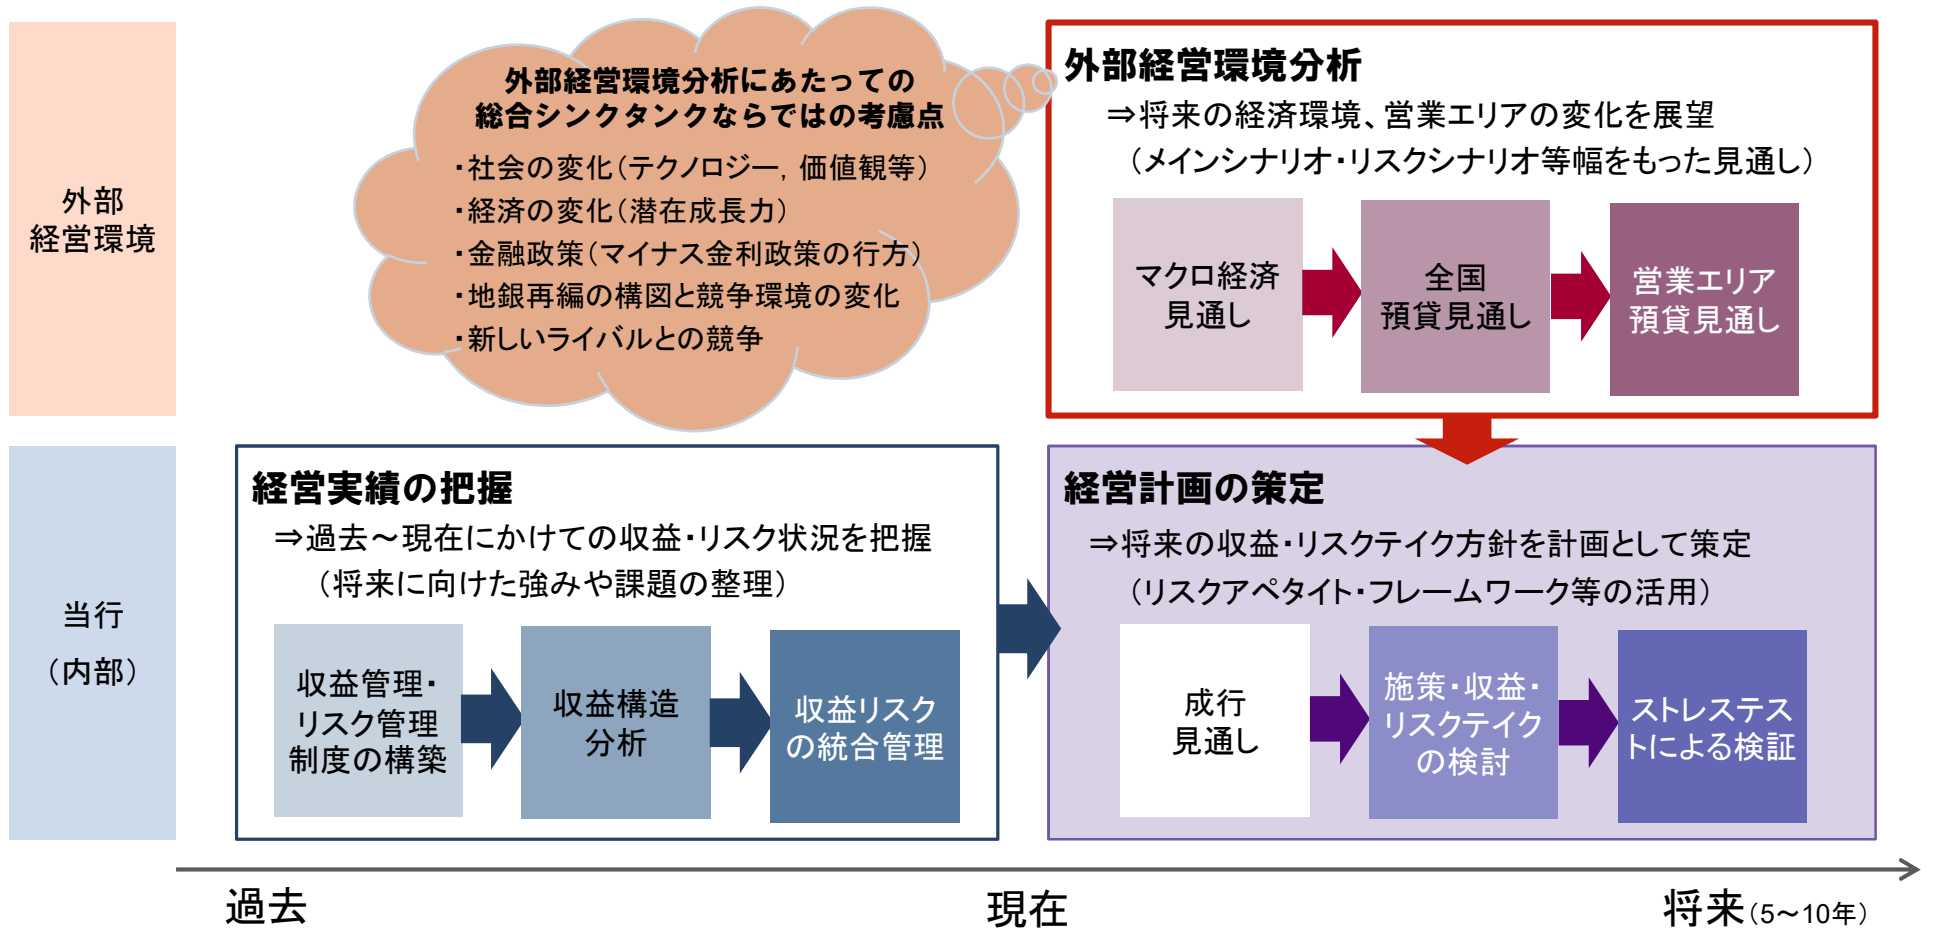 外部
経営環境
外部経営環境分析にあたっての
総合シンクタンクならではの考慮点
・社会の変化（テクノロジー，価値観等）
・経済の変化（潜在成長力）
・金融政策（マイナス金利政策の行方）
・地銀再編の構図と競争環境の変化
・新しいライバルとの競争
外部経営環境分析
⇒将来の経済環境、営業エリアの変化を展望
（メインシナリオ・リスクシナリオ等幅をもった見通し）
マクロ経済
見通し
全国
預貸見通し
営業エリア
預貸見通し
当行
（内部）
経営実績の把握
⇒過去～現在にかけての収益・リスク状況を把握
（将来に向けた強みや課題の整理）
収益管理・
リスク管理
制度の構築
収益構造
分析
収益リスク
の統合管理
経営計画の策定
⇒将来の収益・リスクテイク方針を計画として策定
（リスクアペタイト・フレームワーク等の活用）
成行
見通し
施策・収益・
リスクテイク
の検討
ストレステス
トによる検証
過去
現在
将来（5～10年）